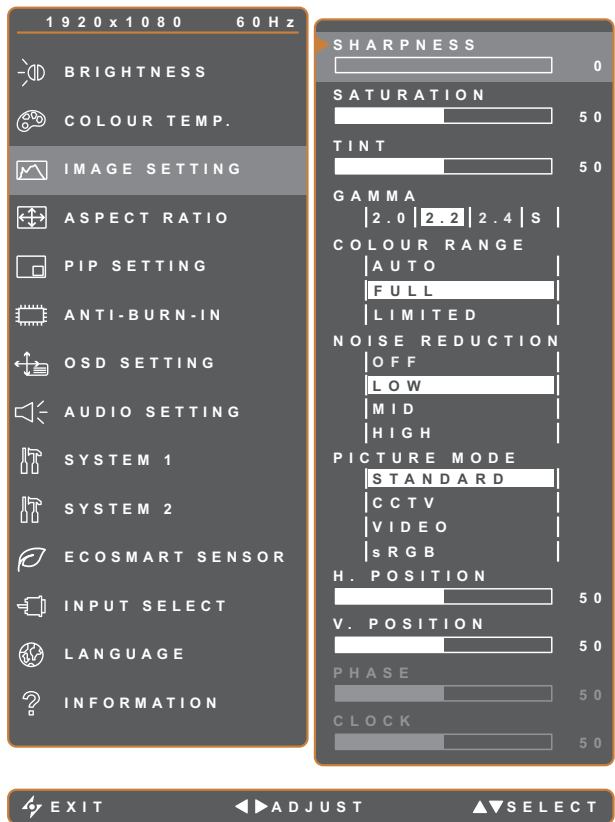 1920x1080 60Hz
BRIGHTNESS
COLOUR TEMP.
IMAGE SETTING
ASPECT RATIO
PIP SETTING
ANTI-BURN-IN
OSD SETTING
AUDIO SETTING
SYSTEM 1
SYSTEM 2
ECOSMART SENSOR
INPUT SELECT
LANGUAGE
INFORMATION
SHARPNESS
0
SATURATION
50
TINT
50
GAMMA
2.0 2.2 2.4 S
COLOUR RANGE
AUTO
FULL
LIMITED
NOISE REDUCTION
OFF
LOW
MID
HIGH
PICTURE MODE
STANDARD
CCTV
VIDEO
sRGB
H. POSITION
50
V. POSITION
50
PHASE
50
CLOCK
50
EXIT ADJUST SELECT